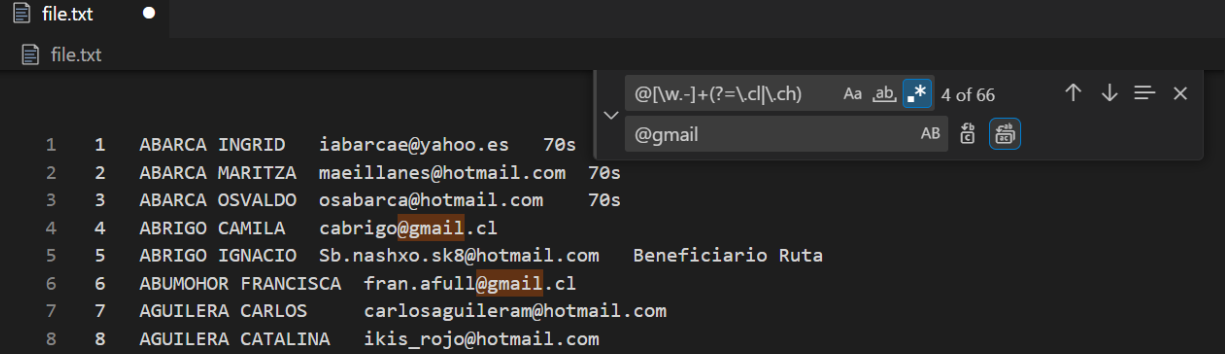 file.txt
file.txt
@[\w.-]+(?=\.cl|\.ch) Aa ab 4 of 66
@gmail AB
1 1 ABARCA INGRID iabarcae@yahoo.es 70s
2 2 ABARCA MARITZA maeillanes@hotmail.com 70s
3 3 ABARCA OSVALDO osabarca@hotmail.com 70s
4 4 ABRIGO CAMILA cabrigo@gmail.cl
5 5 ABRIGO IGNACIO Sb.nashxo.sk8@hotmail.com Beneficiario Ruta
6 6 ABUMOHOR FRANCISCA fran.afull@gmail.cl
7 7 AGUILERA CARLOS carlosaguileram@hotmail.com
8 8 AGUILERA CATALINA ikis_rojo@hotmail.com